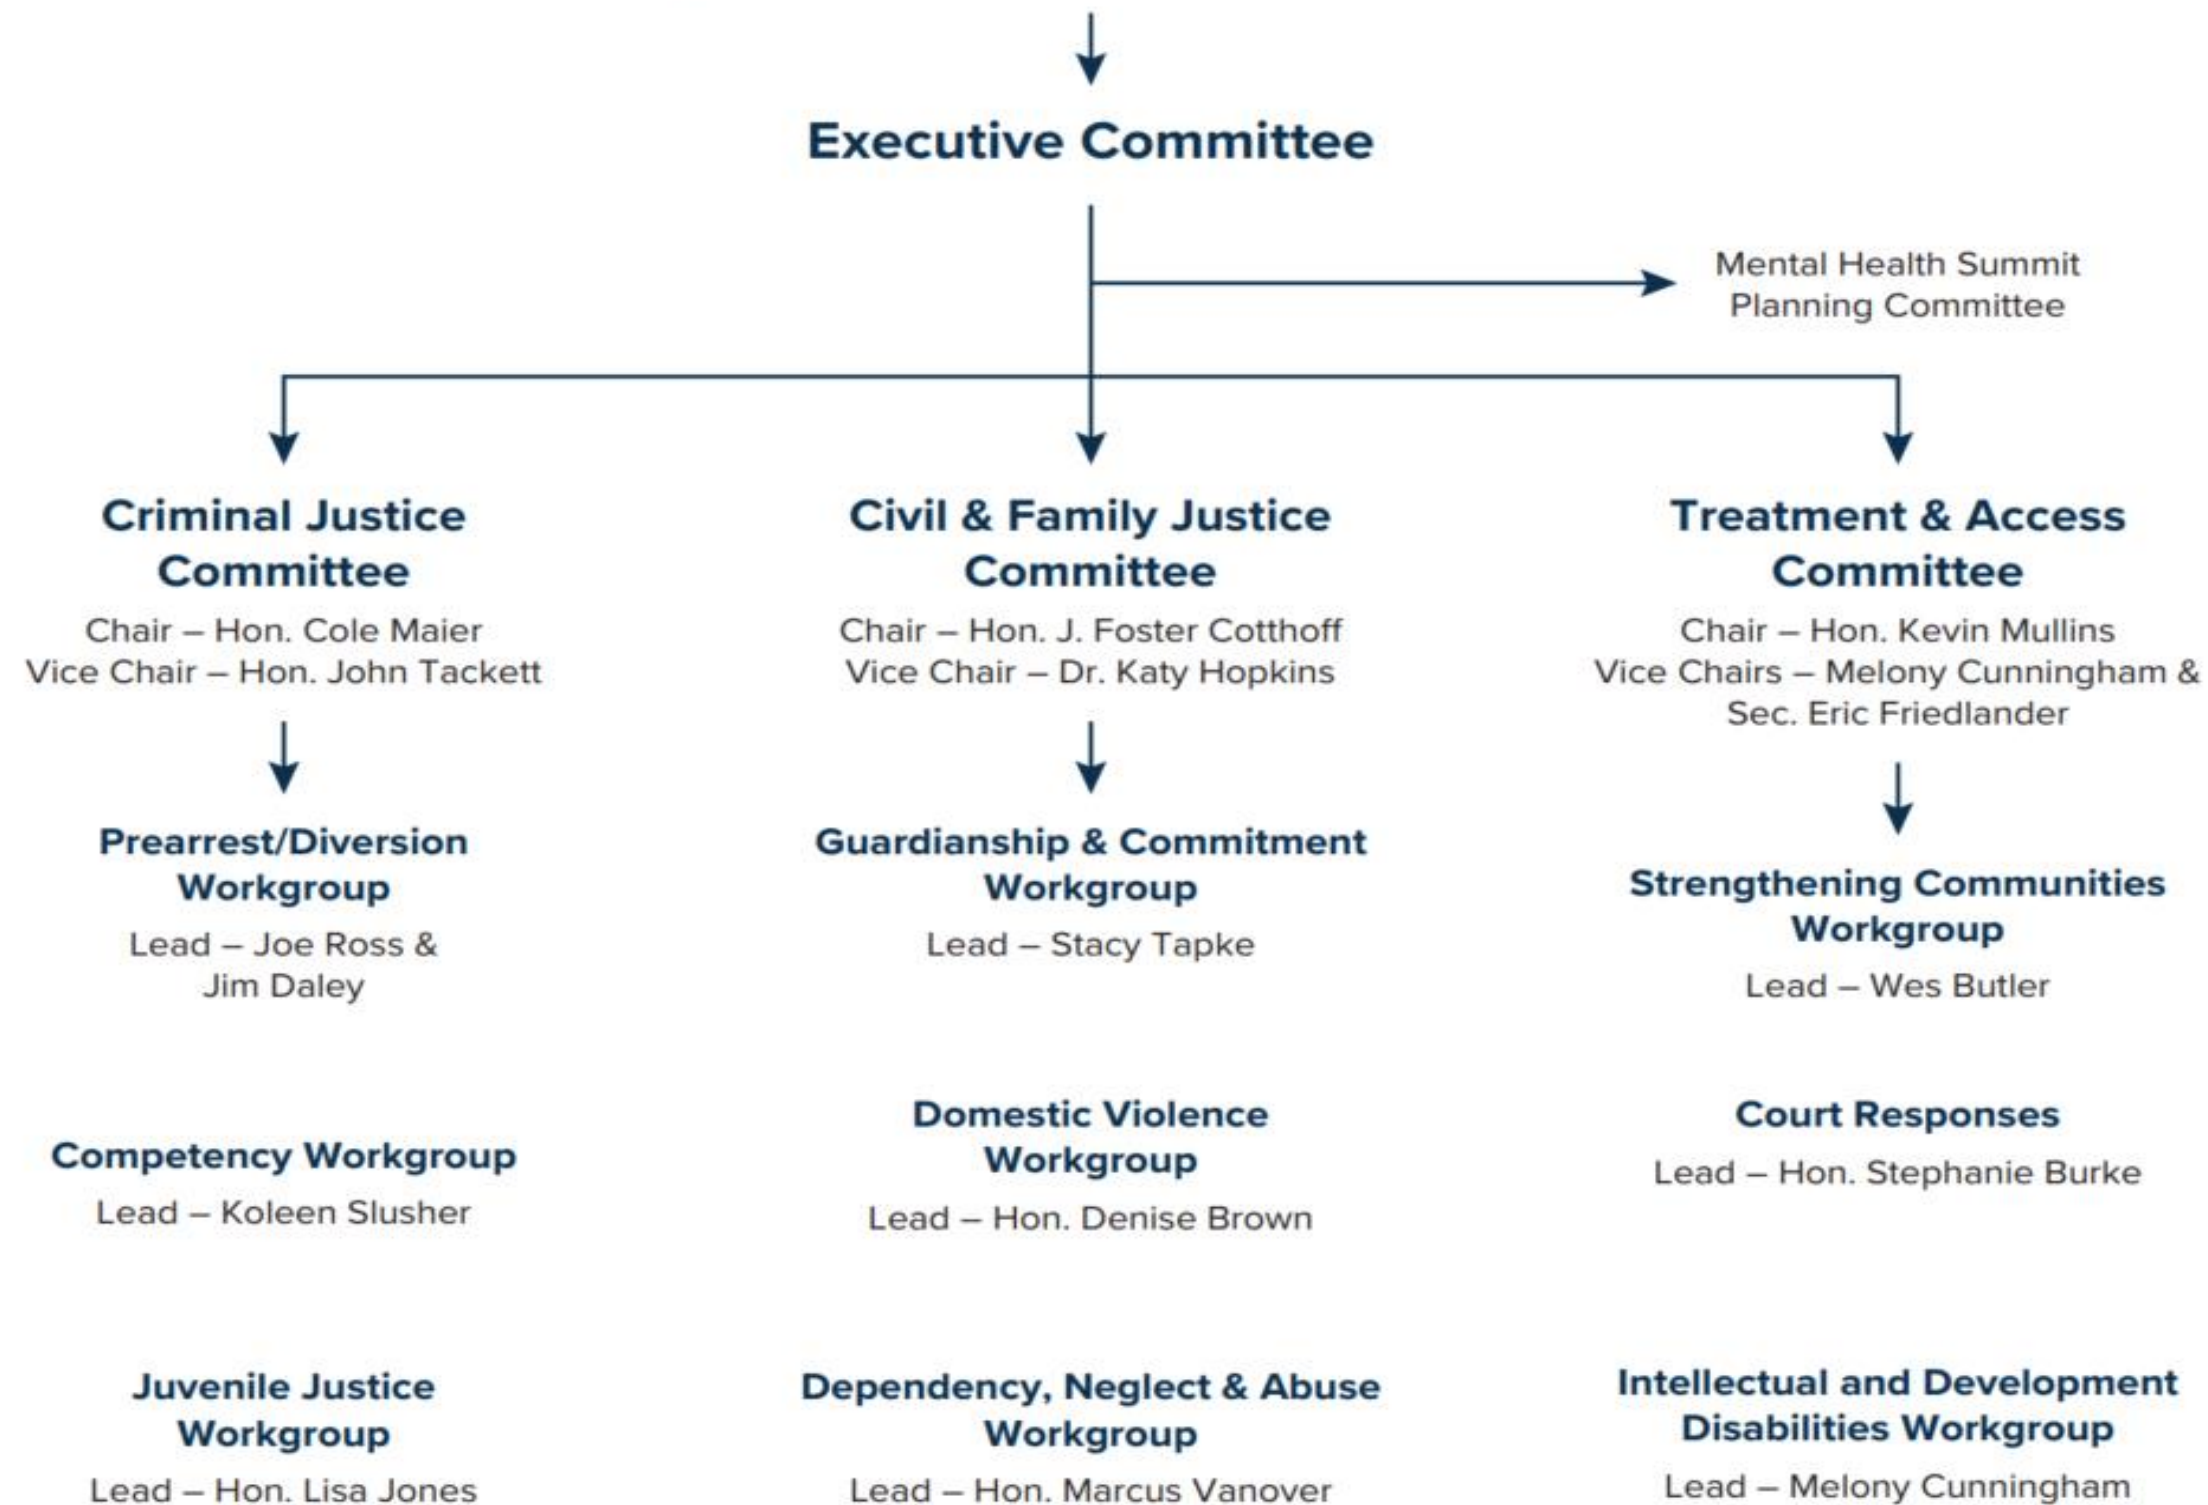 Executive Committee
Mental Health Summit
Planning Committee
Criminal Justice
Committee
Chair – Hon. Cole Maier
Vice Chair – Hon. John Tackett
Prearrest/Diversion
Workgroup
Lead – Joe Ross &
Jim Daley
Competency Workgroup
Lead – Koleen Slusher
Juvenile Justice
Workgroup
Lead – Hon. Lisa Jones
Civil & Family Justice
Committee
Chair – Hon. J. Foster Cotthoff
Vice Chair – Dr. Katy Hopkins
Guardianship & Commitment
Workgroup
Lead – Stacy Tapke
Domestic Violence
Workgroup
Lead – Hon. Denise Brown
Dependency, Neglect & Abuse
Workgroup
Lead – Hon. Marcus Vanover
Treatment & Access
Committee
Chair – Hon. Kevin Mullins
Vice Chairs – Melony Cunningham &
Sec. Eric Friedlander
Strengthening Communities
Workgroup
Lead – Wes Butler
Court Responses
Lead – Hon. Stephanie Burke
Intellectual and Development
Disabilities Workgroup
Lead – Melony Cunningham